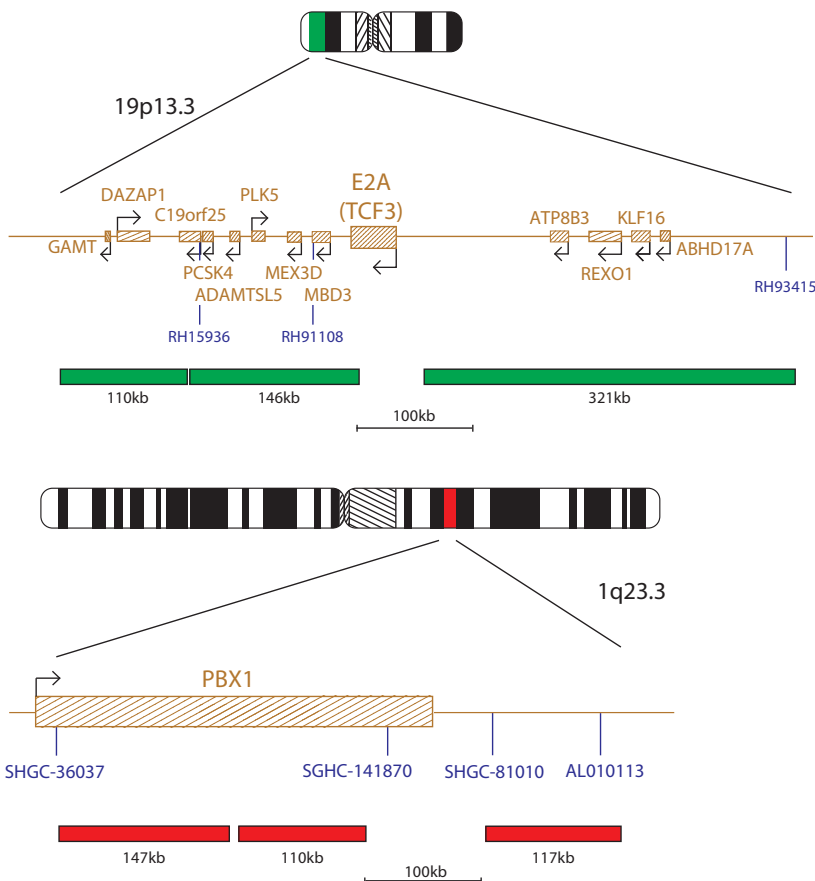 19p13.3
DAZAP1
C19orf25
PLK5
E2A
(TCF3)
ATP8B3
KLF16
GAMT
ABHD17A
PCSK4
MEX3D
REXO1
RH93415
ADAMTSL5
MBD3
RH15936
RH91108
110kb
146kb
321kb
100kb
1q23.3
PBX1
SHGC-36037
SGHC-141870
SHGC-81010
AL010113
147kb
110kb
117kb
100kb